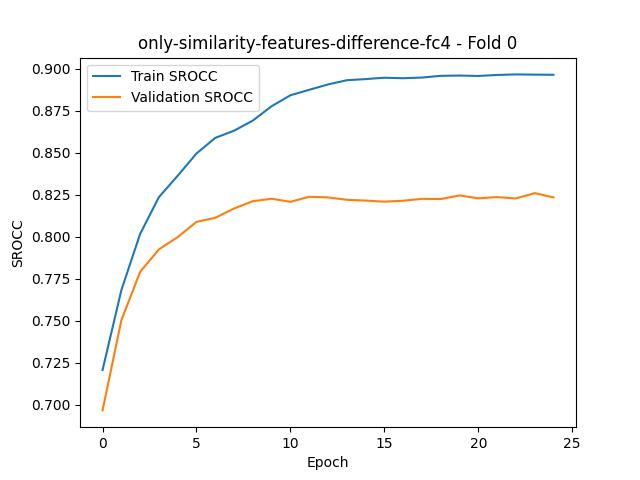 only-similarity-features-difference-fc4 - Fold 0
Train SROCC
Validation SROCC
0.900
0.875
0.850
0.825
0.800
0.775
0.750
0.725
0.700
SROCC
0 5 10 15 20 25
Epoch